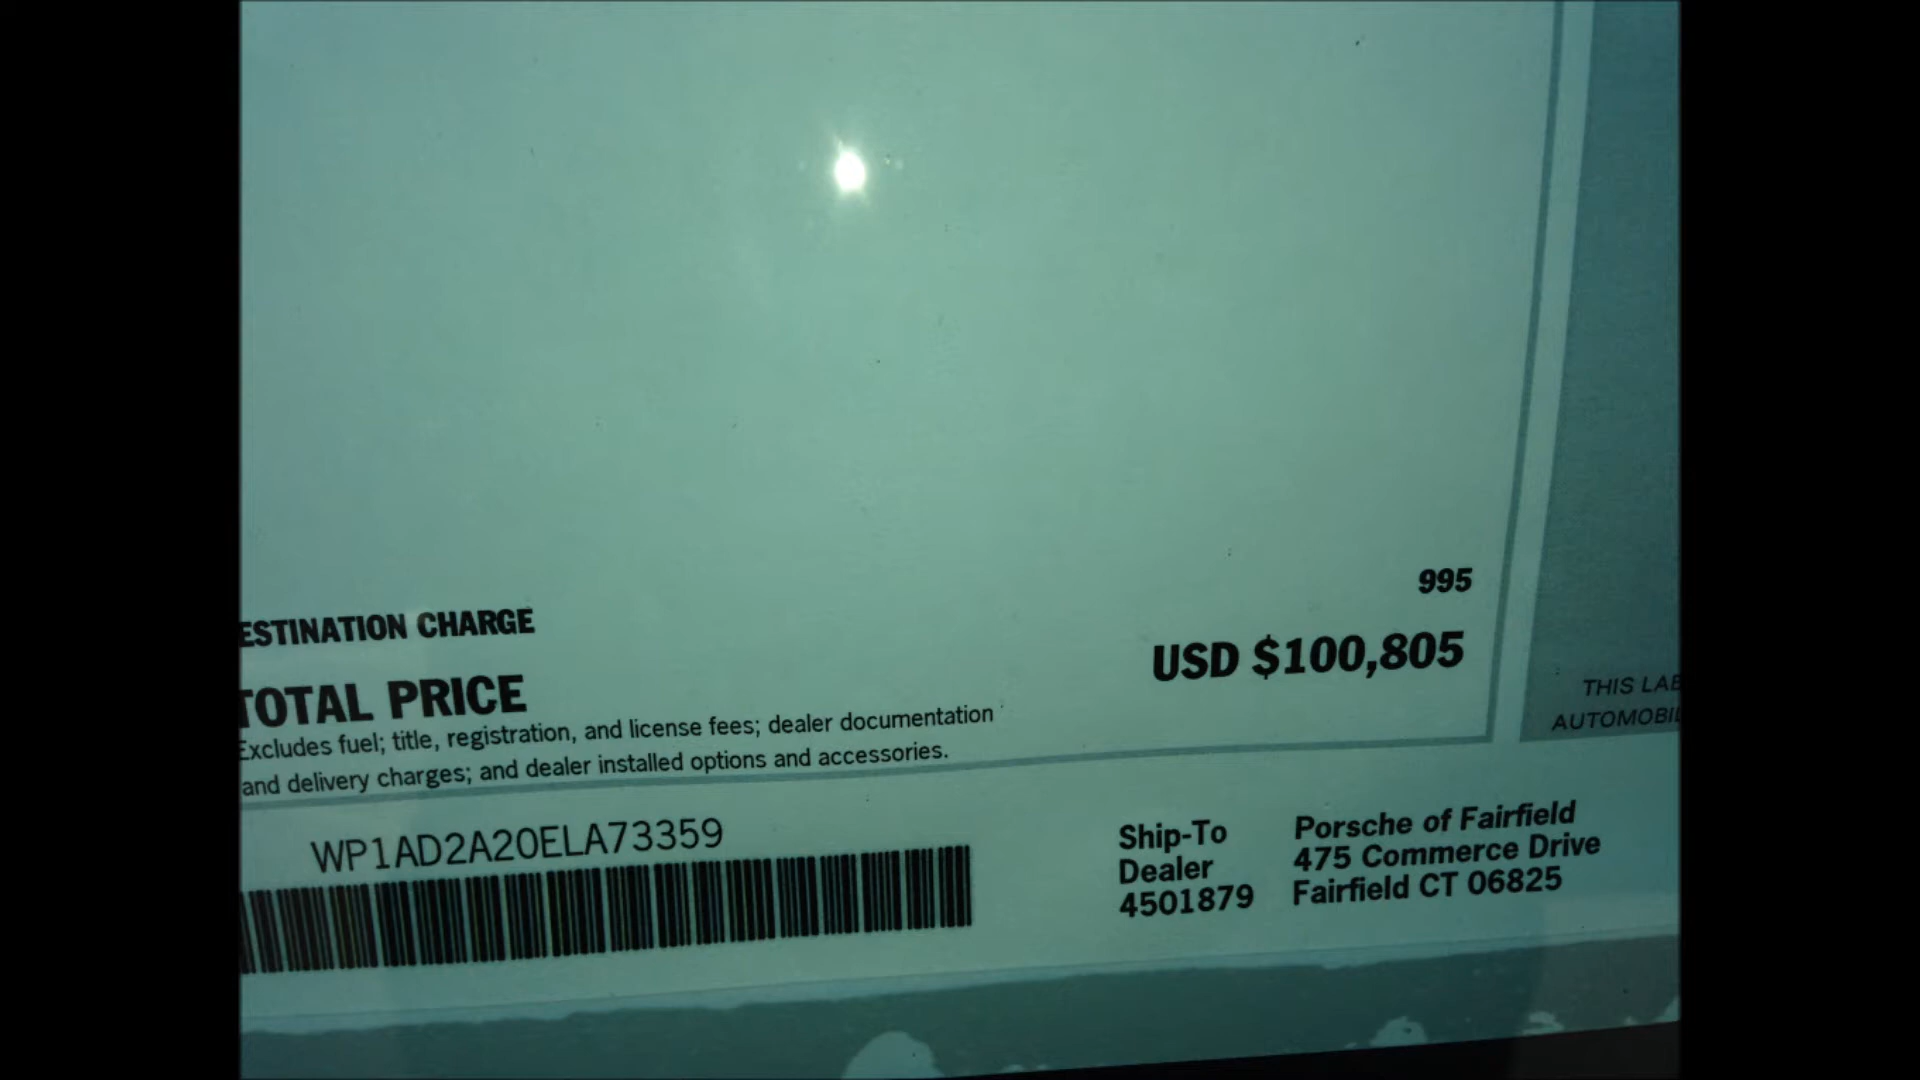 ESTINATION CHARGE 995
TOTAL PRICE USD $100,805
Excludes fuel; title, registration, and license fees; dealer documentation
and delivery charges; and dealer installed options and accessories.
THIS LAB
AUTOMOBIL
WP1AD2A20ELA73359
Ship-To
Dealer
4501879
Porsche of Fairfield
475 Commerce Drive
Fairfield CT 06825